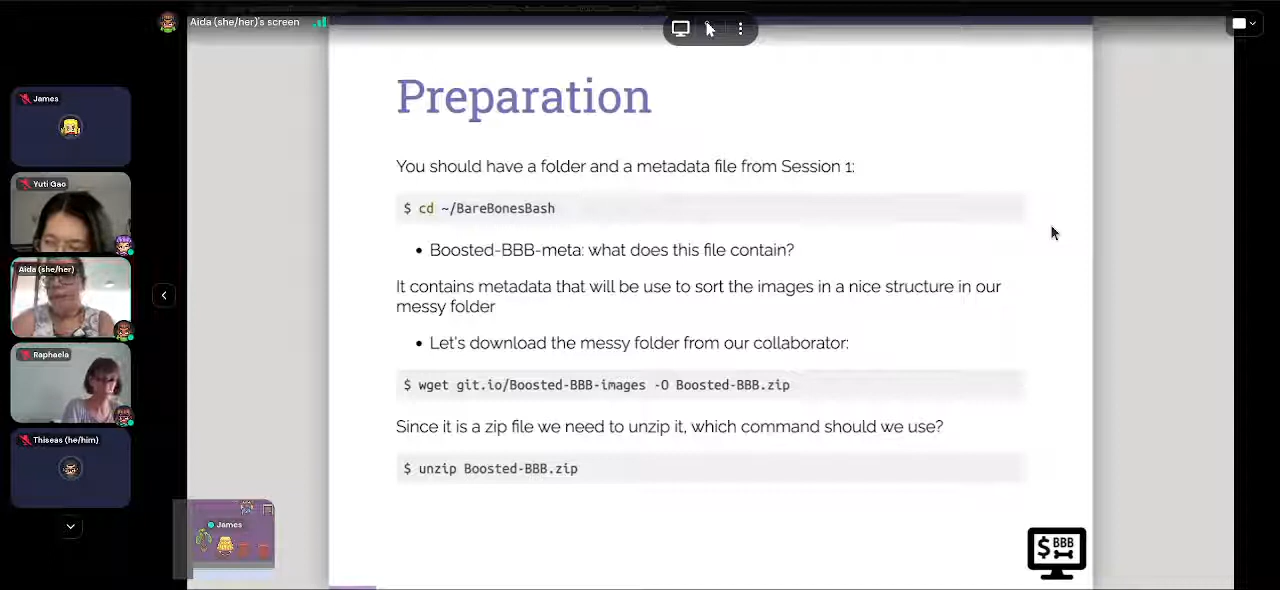 Aida (she/her)'s screen
James
Yuti Gao
Aida (she/her)
Raphaela
Thiseas (he/him)
James
Preparation
You should have a folder and a metadata file from Session 1:
$ cd ~/BareBonesBash
• Boosted-BBB-meta: what does this file contain?
It contains metadata that will be use to sort the images in a nice structure in our
messy folder
• Let's download the messy folder from our collaborator:
$ wget git.io/Boosted-BBB-images -O Boosted-BBB.zip
Since it is a zip file we need to unzip it, which command should we use?
$ unzip Boosted-BBB.zip
$ BBB